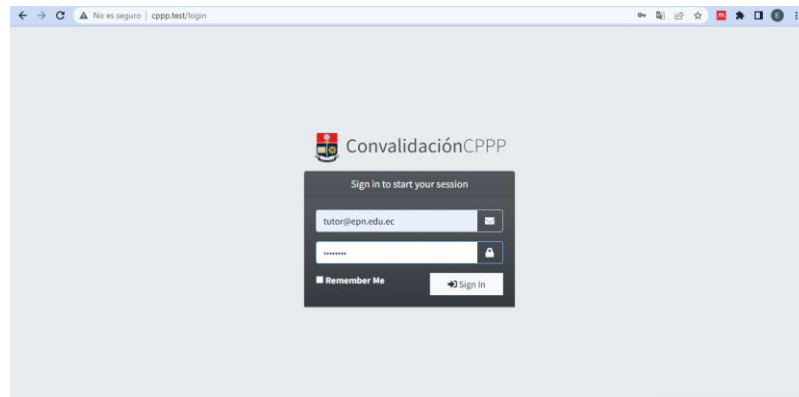 No es seguro | cppp.test/login
E
ConvalidaciónCPPP
Sign in to start your session
tutor@epn.edu.ec
••••••••
Remember Me
Sign In